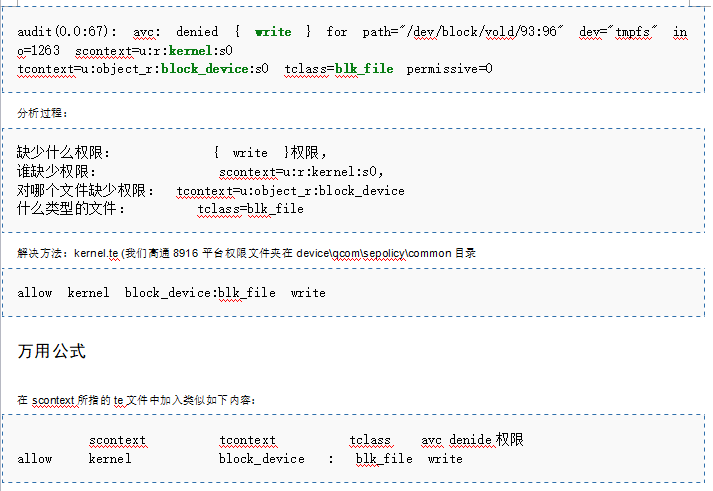 audit(0.0:67): avc: denied { write } for path="/dev/block/vold/93:96" dev="tmpfs" in
o=1263 scontext=u:r:kernel:s0
tcontext=u:object_r:block_device:s0 tclass=blk_file permissive=0
分析过程：
缺少什么权限： { write }权限，
谁缺少权限： scontext=u:r:kernel:s0，
对哪个文件缺少权限： tcontext=u:object_r:block_device
什么类型的文件： tclass=blk_file
解决方法：kernel.te (我们高通 8916 平台权限文件夹在 device\qcom\sepolicy\common 目录
allow kernel block_device:blk_file write
万用公式
在 scontext 所指的 te 文件中加入类似如下内容：
scontext tcontext tclass avc denide 权限
allow kernel block_device : blk_file write